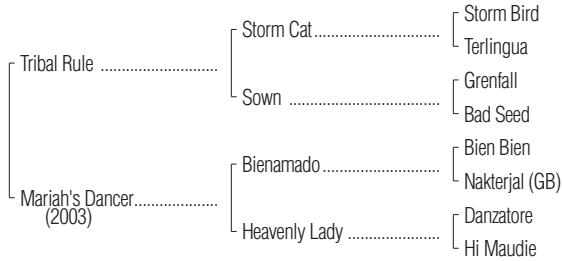 Storm Bird
Storm Cat
Terlingua
Tribal Rule
Grenfall
Sown
Bad Seed
Bien Bien
Bienamado
Nakterjal (GB)
Mariah's Dancer
(2003)
Danzatore
Heavenly Lady
Hi Maudie